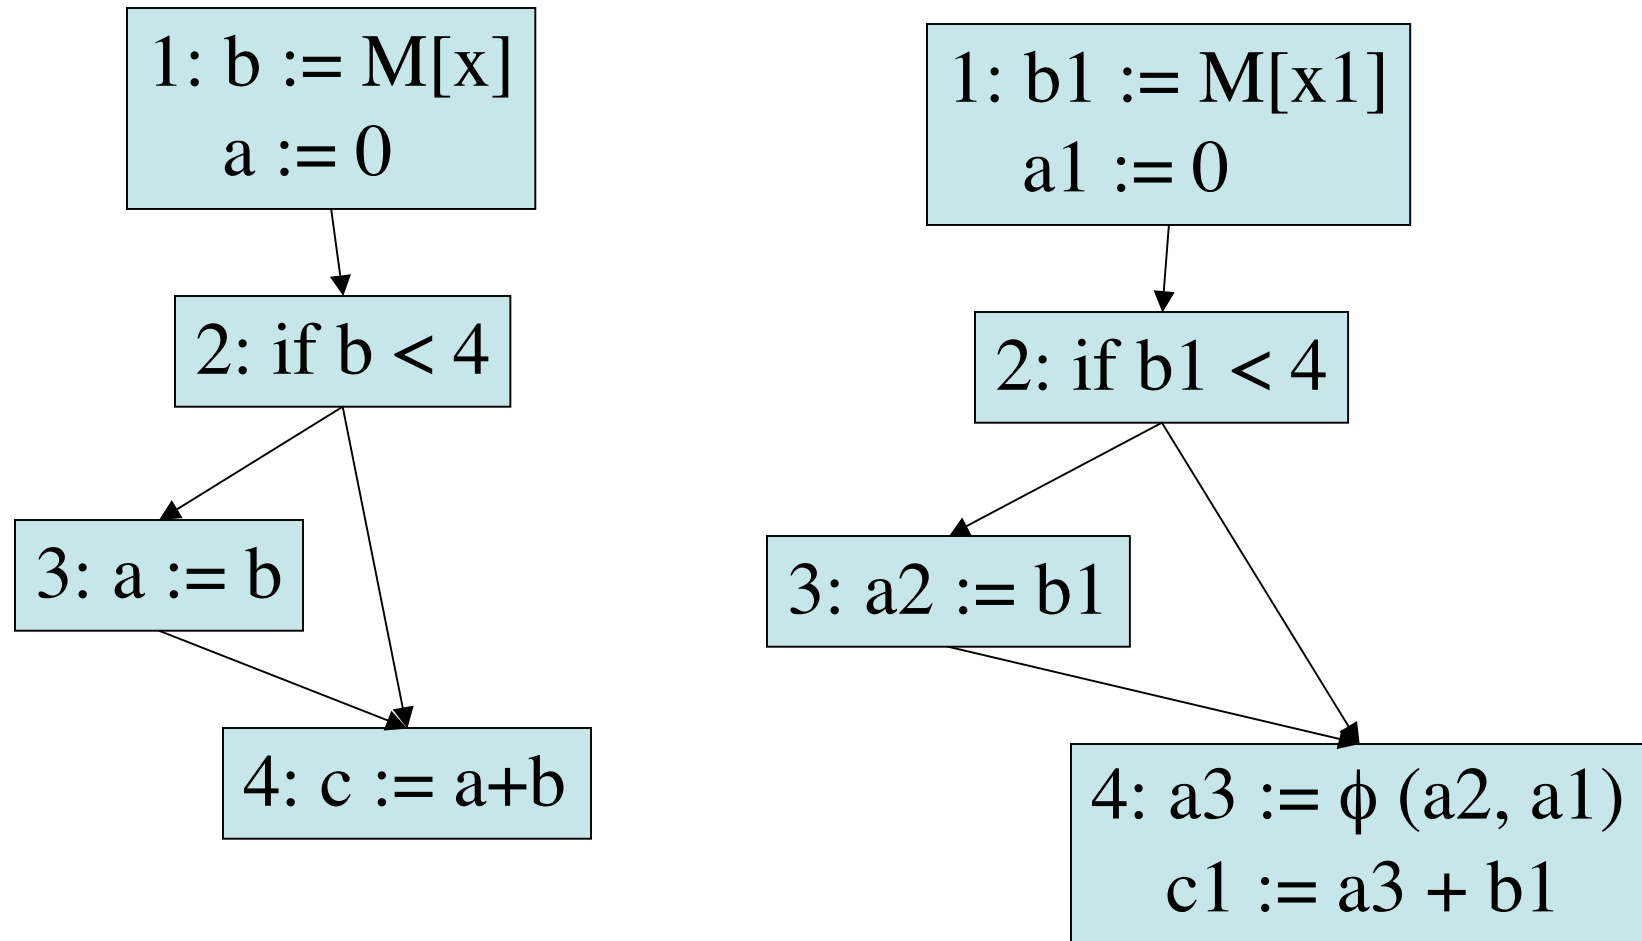 1: b := M[x]
a := 0
2: if b < 4
3: a := b
4: c := a+b
1: b1 := M[x1]
a1 := 0
2: if b1 < 4
3: a2 := b1
4: a3 := ϕ (a2, a1)
c1 := a3 + b1